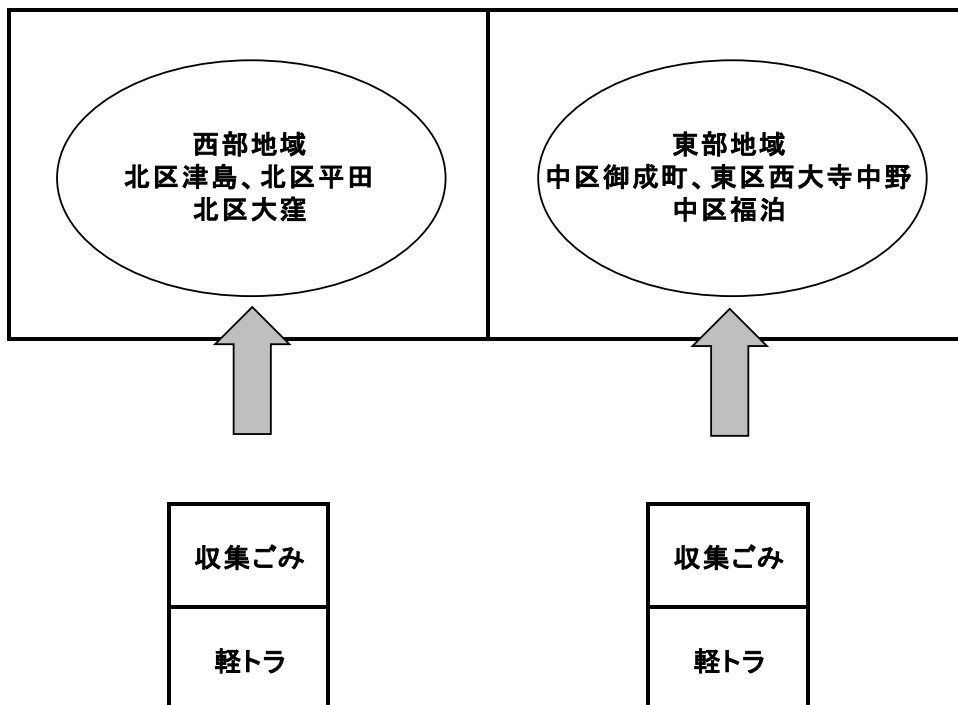 西部地域
北区津島、北区平田
北区大窪
東部地域
中区御成町、東区西大寺中野
中区福泊
収集ごみ
軽トラ
収集ごみ
軽トラ